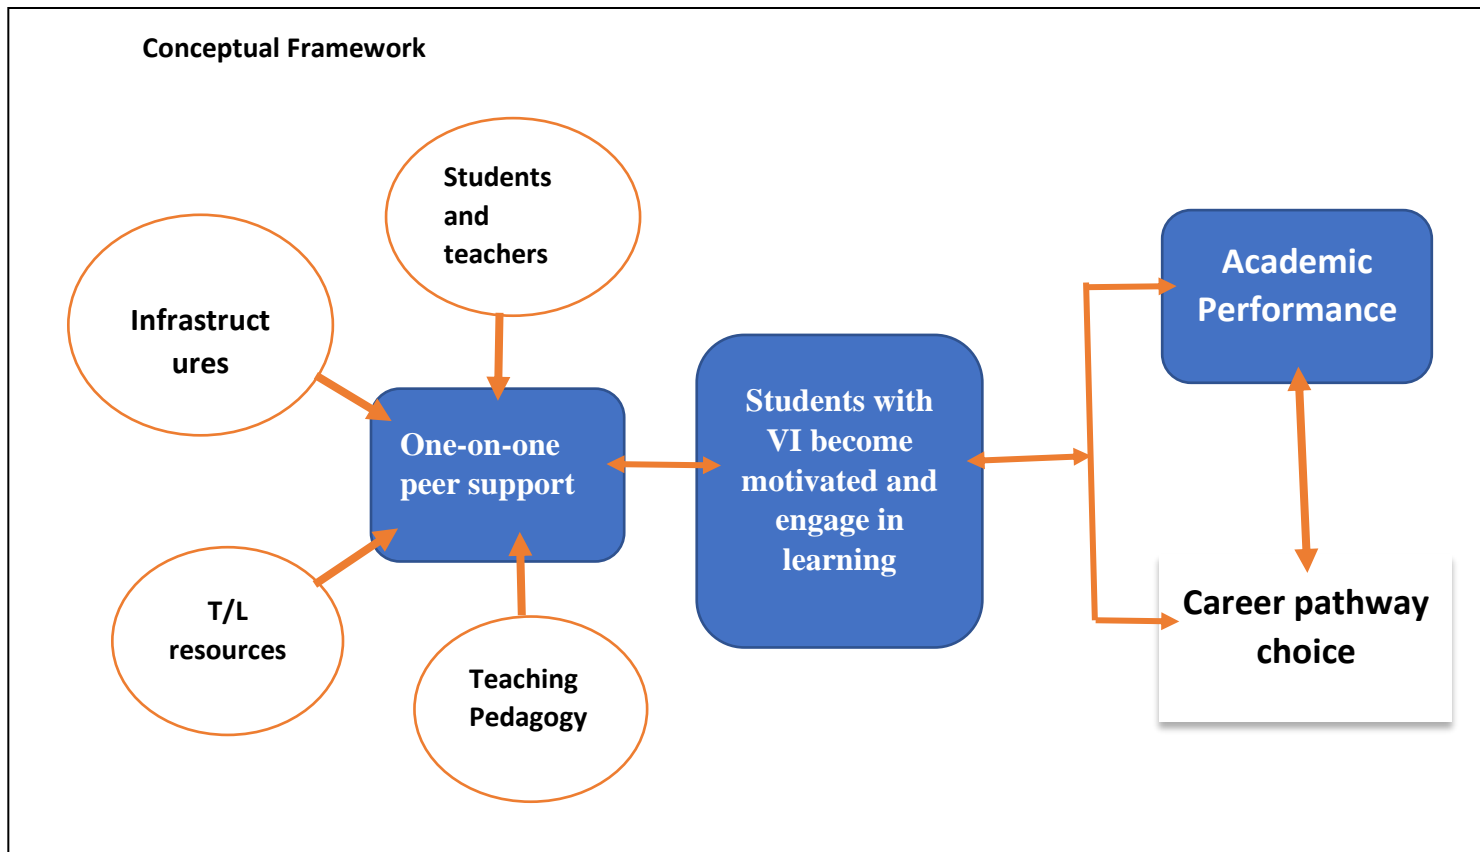 Conceptual Framework
Students
and
teachers
Infrastruct
ures
One-on-one
peer support
T/L
resources
Teaching
Pedagogy
Students with
VI become
motivated and
engage in
learning
Academic
Performance
Career pathway
choice